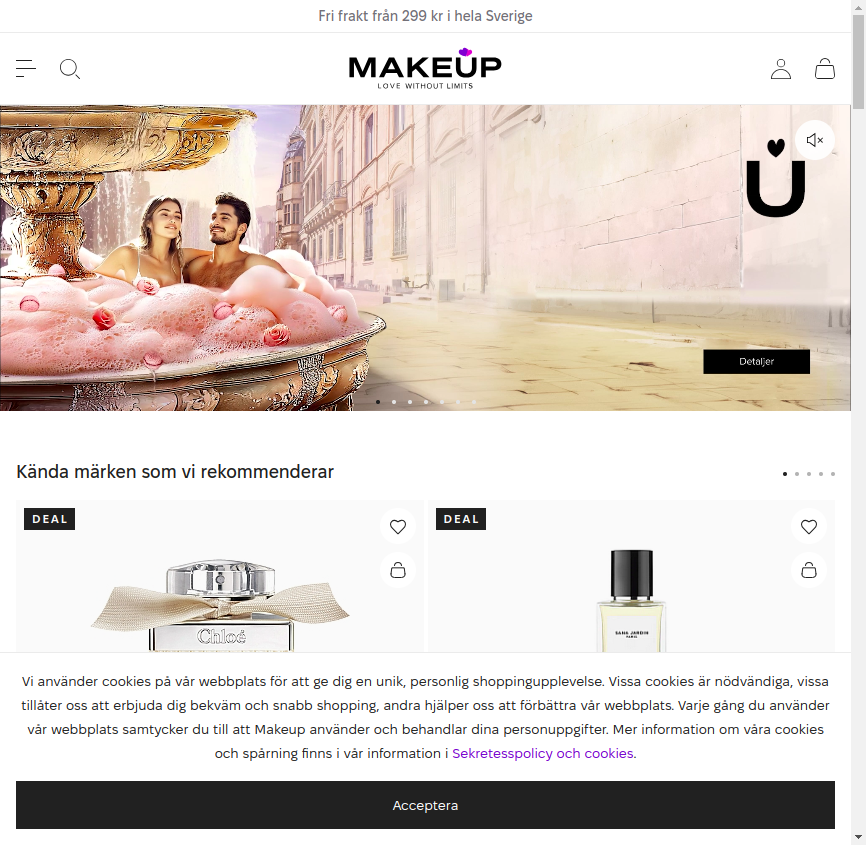 Fri frakt från 299 kr i hela Sverige
MAKEUP
LOVE WITHOUT LIMITS
Detaljer
Kända märken som vi rekommenderar
DEAL
DEAL
Chloé
SANA JARDIN
PARIS
Vi använder cookies på vår webbplats för att ge dig en unik, personlig shoppingupplevelse. Vissa cookies är nödvändiga, vissa
tillåter oss att erbjuda dig bekväm och snabb shopping, andra hjälper oss att förbättra vår webbplats. Varje gång du använder
vår webbplats samtycker du till att Makeup använder och behandlar dina personuppgifter. Mer information om våra cookies
och spårning finns i vår information i Sekretesspolicy och cookies.
Acceptera